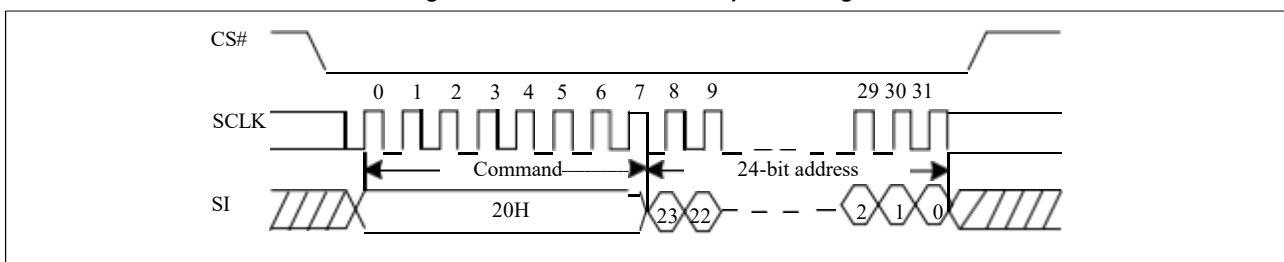 CS#
0 1 2 3 4 5 6 7 8 9 29 30 31
SCLK
Command 24-bit address
SI 20H 23 22 2 1 0